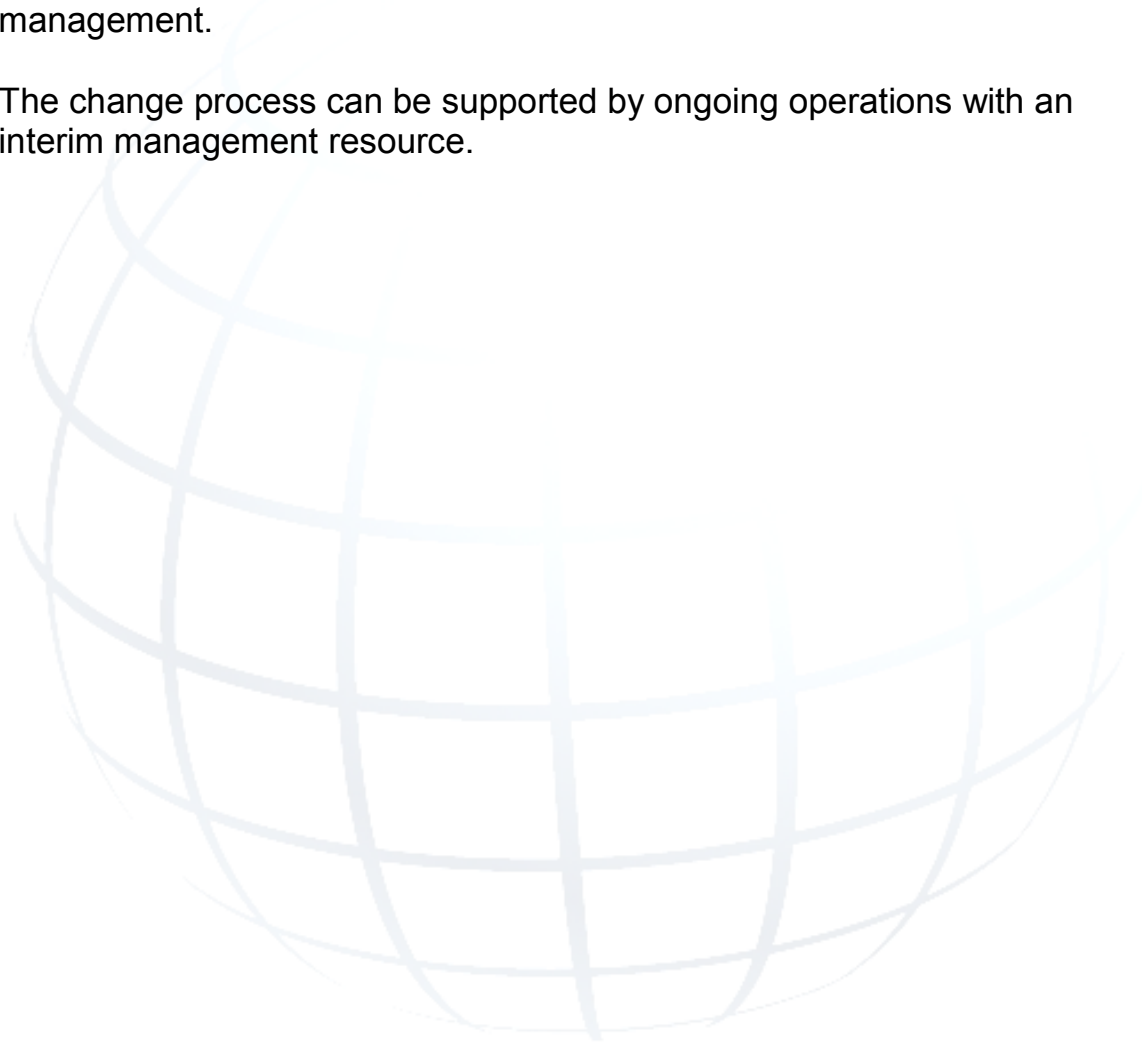 management.
The change process can be supported by ongoing operations with an
interim management resource.